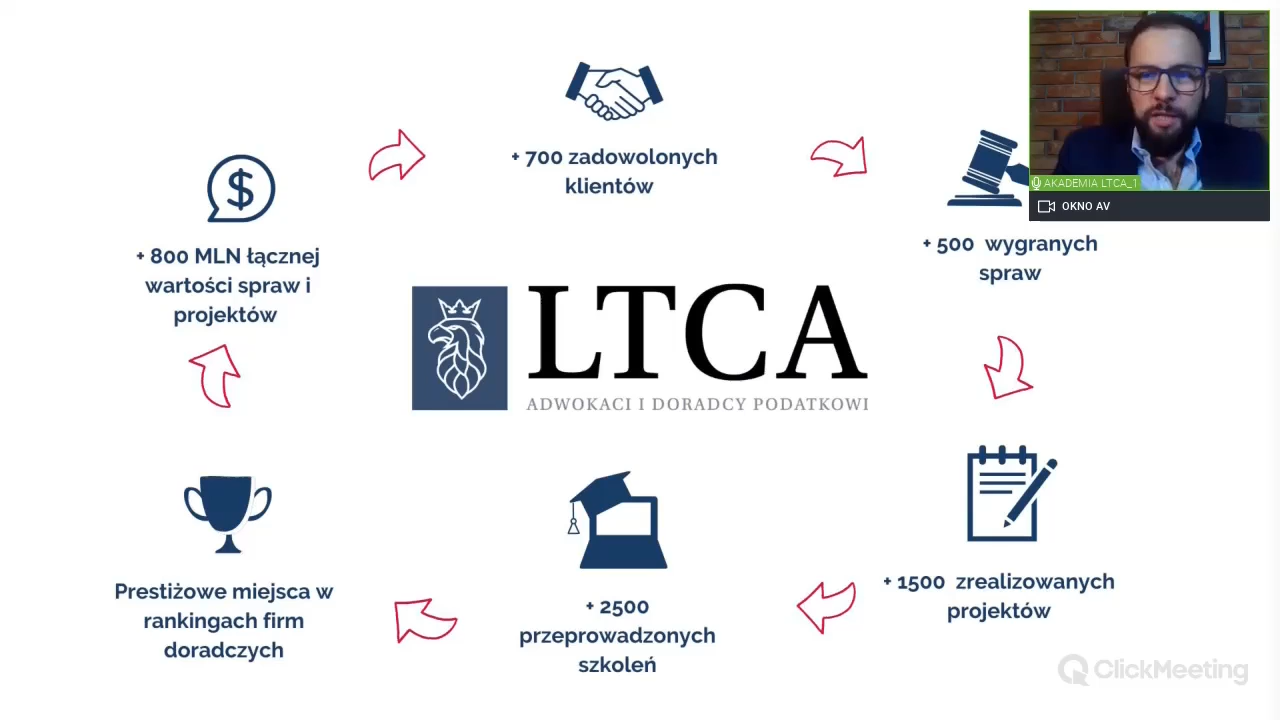 + 700 zadowolonych
klientów
AKADEMIA LTCA_1
OKNO AV
+ 500 wygranych
spraw
+ 800 MLN łącznej
wartości spraw i
projektów
LTCA
ADWOKACI I DORADCY PODATKOWI
+ 1500 zrealizowanych
projektów
Prestiżowe miejsca w
rankingach firm
doradczych
+ 2500
przeprowadzonych
szkoleń
ClickMeeting